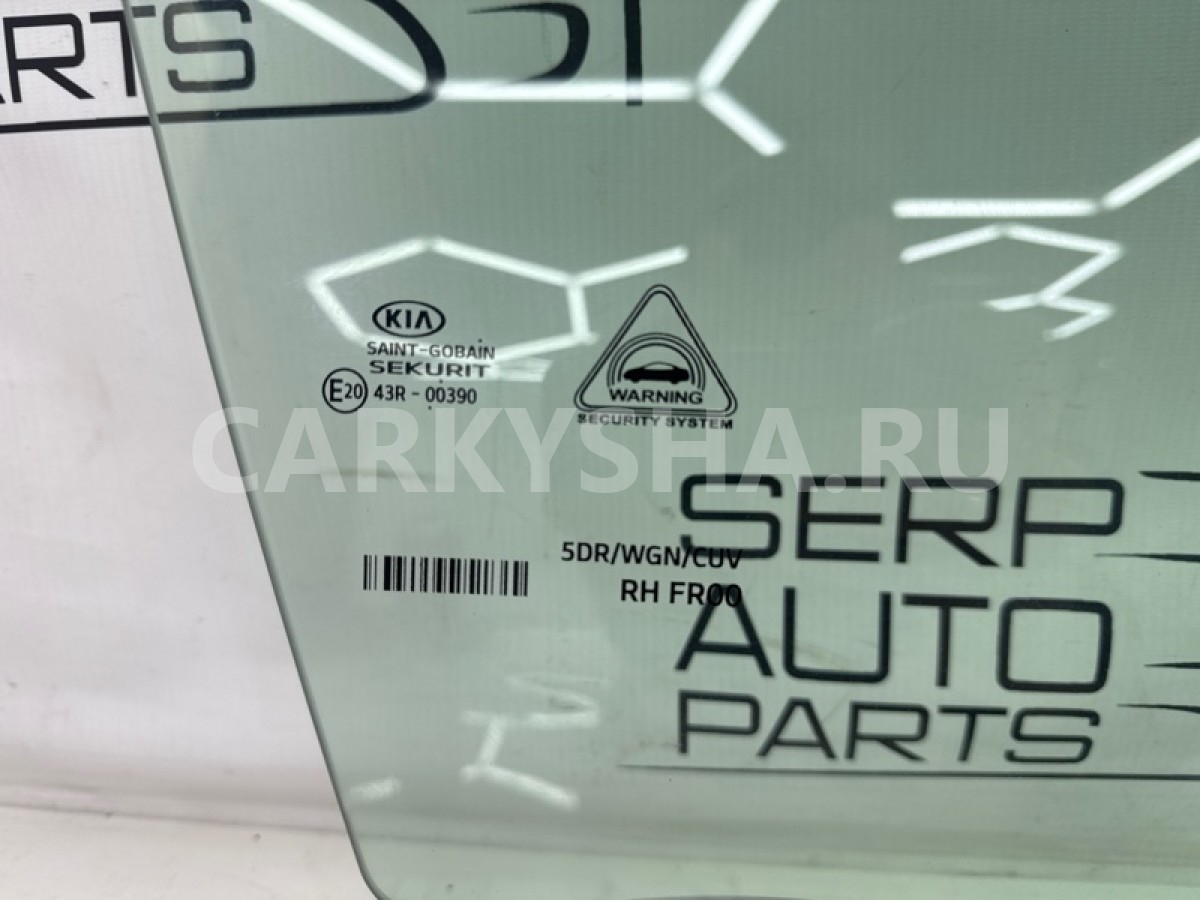 ARTS
KIA
SAINT-GOBAIN
SEKURIT
E20 43R - 00390
WARNING
SECURITY SYSTEM
CARKYSHA.RU
SERP
5DR/WGN/CUV
RH FR00
AUTO
PARTS